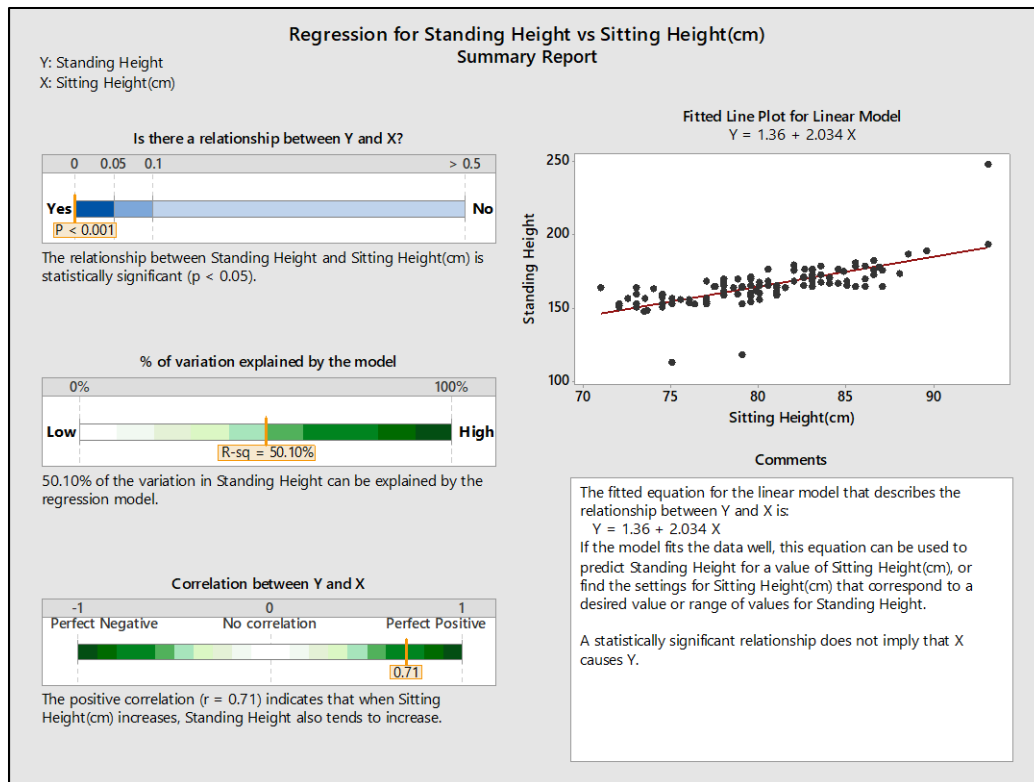 Regression for Standing Height vs Sitting Height(cm)
Summary Report
Y: Standing Height
X: Sitting Height(cm)
Is there a relationship between Y and X?
0 0.05 0.1 > 0.5
Yes No
P < 0.001
The relationship between Standing Height and Sitting Height(cm) is
statistically significant (p < 0.05).
% of variation explained by the model
0% 100%
Low High
R-sq = 50.10%
50.10% of the variation in Standing Height can be explained by the
regression model.
Correlation between Y and X
-1 0 1
Perfect Negative No correlation Perfect Positive
0.71
The positive correlation (r = 0.71) indicates that when Sitting
Height(cm) increases, Standing Height also tends to increase.
Fitted Line Plot for Linear Model
Y = 1.36 + 2.034 X
250
200
150
100
Standing Height
70 75 80 85 90
Sitting Height(cm)
Comments
The fitted equation for the linear model that describes the
relationship between Y and X is:
Y = 1.36 + 2.034 X
If the model fits the data well, this equation can be used to
predict Standing Height for a value of Sitting Height(cm), or
find the settings for Sitting Height(cm) that correspond to a
desired value or range of values for Standing Height.
A statistically significant relationship does not imply that X
causes Y.